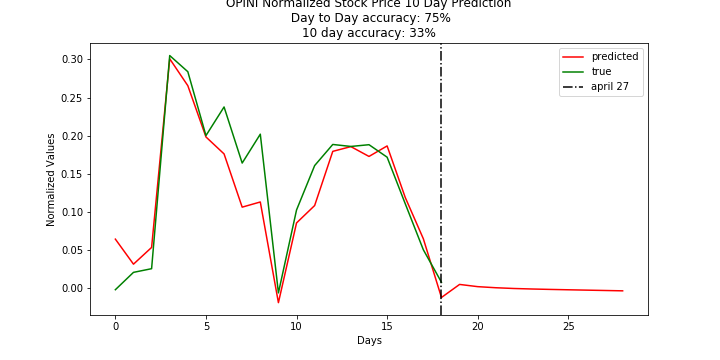 OPINI Normalized Stock Price 10 Day Prediction
Day to Day accuracy: 75%
10 day accuracy: 33%
predicted
true
april 27
Normalized Values
0.30
0.25
0.20
0.15
0.10
0.05
0.00
0
5
10
15
20
25
Days